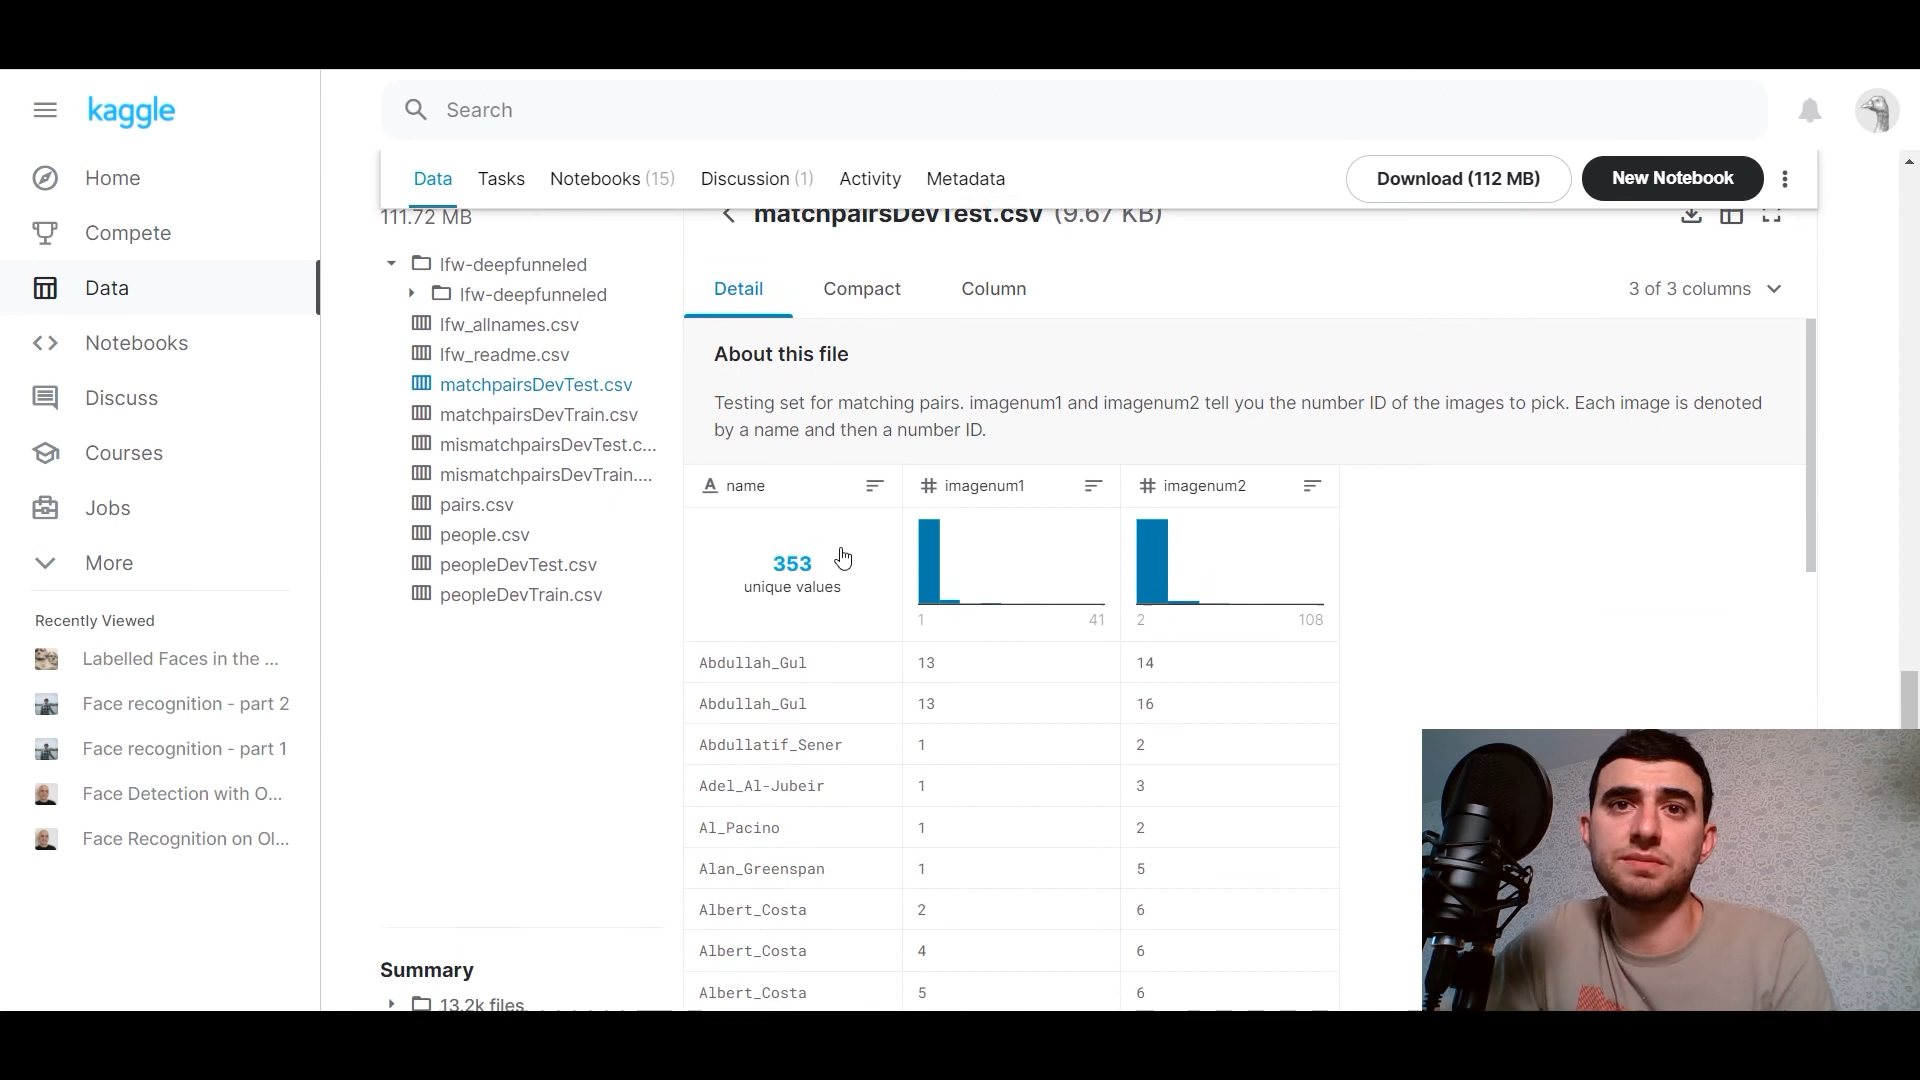 kaggle
Search
Home
Compete
Data
Notebooks
Discuss
Courses
Jobs
More
Recently Viewed
Labelled Faces in the ...
Face recognition - part 2
Face recognition - part 1
Face Detection with O...
Face Recognition on Ol...
Data Tasks Notebooks (15) Discussion (1) Activity Metadata
Download (112 MB)
New Notebook
111.72 MB
lfw-deepfunneled
lfw-deepfunneled
lfw_allnames.csv
lfw_readme.csv
matchpairsDevTest.csv
matchpairsDevTrain.csv
mismatchpairsDevTest.c...
mismatchpairsDevTrain....
pairs.csv
people.csv
peopleDevTest.csv
peopleDevTrain.csv
Summary
13.2k files
matchpairsDevTest.csv (9.67 KB)
Detail Compact Column
3 of 3 columns
About this file
Testing set for matching pairs. imagenum1 and imagenum2 tell you the number ID of the images to pick. Each image is denoted
by a name and then a number ID.
A name # imagenum1 # imagenum2
353
unique values
1 41 2 108
Abdullah_Gul 13 14
Abdullah_Gul 13 16
Abdullatif_Sener 1 2
Adel_Al-Jubeir 1 3
Al_Pacino 1 2
Alan_Greenspan 1 5
Albert_Costa 2 6
Albert_Costa 4 6
Albert_Costa 5 6